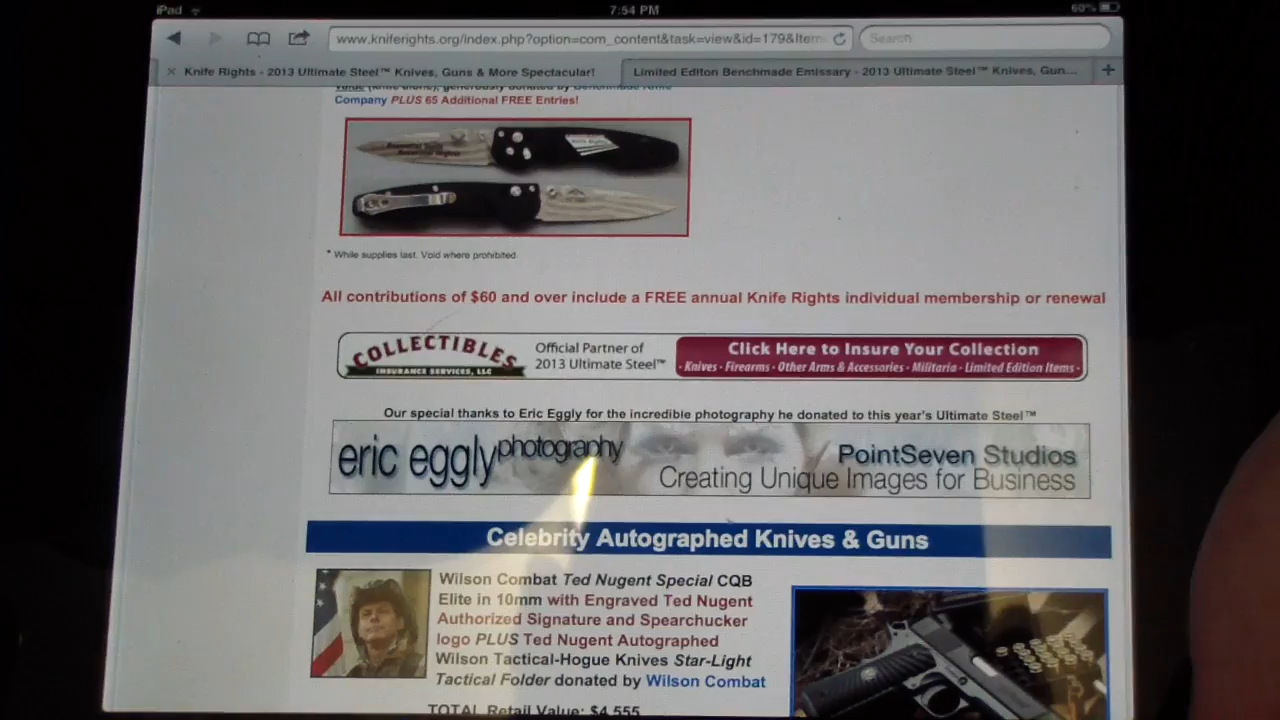 iPad
7:54 PM
60%
www.kniferights.org/index.php?option=com_content&task=view&id=179&Item
Search
Knife Rights - 2013 Ultimate Steel™ Knives, Guns & More Spectacular!
Limited Editon Benchmade Emissary - 2013 Ultimate Steel™ Knives, Gun...
Value (knife alone), generously donated by Benchmade Knife
Company PLUS 65 Additional FREE Entries!
* While supplies last. Void where prohibited.
All contributions of $60 and over include a FREE annual Knife Rights individual membership or renewal
COLLECTIBLES
INSURANCE SERVICES, LLC
Official Partner of
2013 Ultimate Steel™
Click Here to Insure Your Collection
- Knives - Firearms - Other Arms & Accessories - Militaria - Limited Edition Items -
Our special thanks to Eric Eggly for the incredible photography he donated to this year's Ultimate Steel™
eric eggly photography
PointSeven Studios
Creating Unique Images for Business
Celebrity Autographed Knives & Guns
Wilson Combat Ted Nugent Special CQB
Elite in 10mm with Engraved Ted Nugent
Authorized Signature and Spearchucker
logo PLUS Ted Nugent Autographed
Wilson Tactical-Hogue Knives Star-Light
Tactical Folder donated by Wilson Combat
TOTAL Retail Value: $4,555